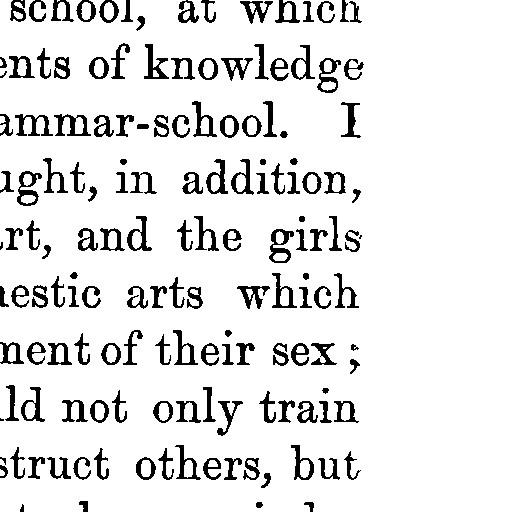 school, at which
ents of knowledge
ammar-school. I
ught, in addition,
rt, and the girls
estic arts which
ment of their sex;
ld not only train
struct others, but